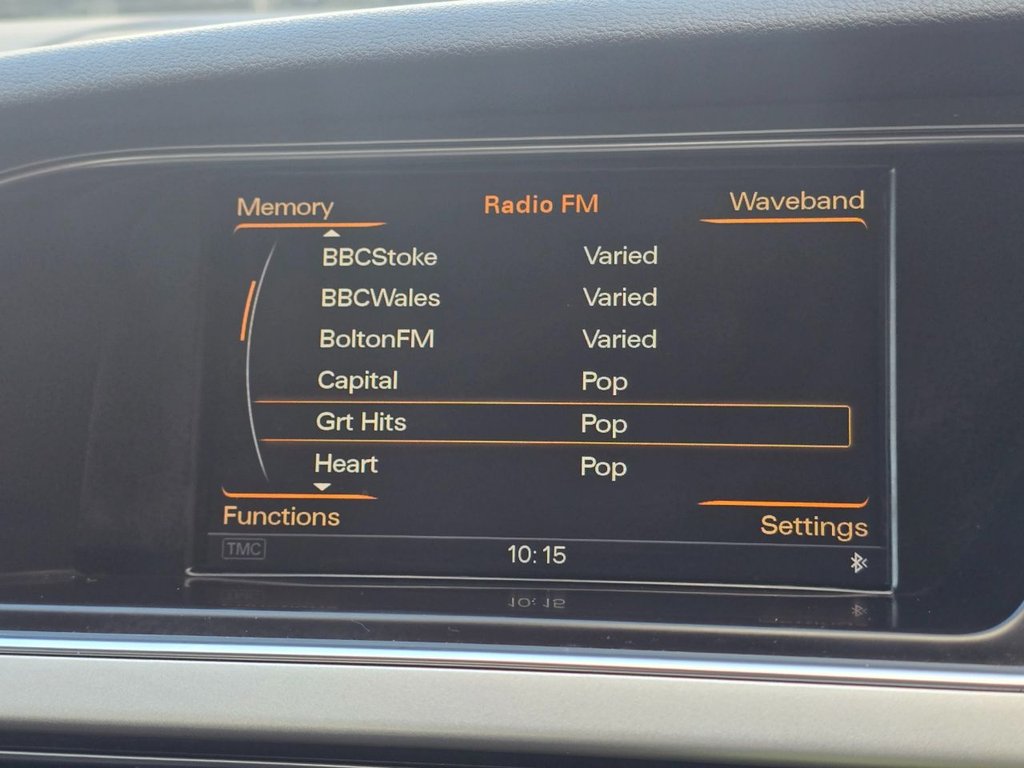 Memory Radio FM Waveband
BBCStoke Varied
BBCWales Varied
BoltonFM Varied
Capital Pop
Grt Hits Pop
Heart Pop
Functions Settings
TMC 10:15